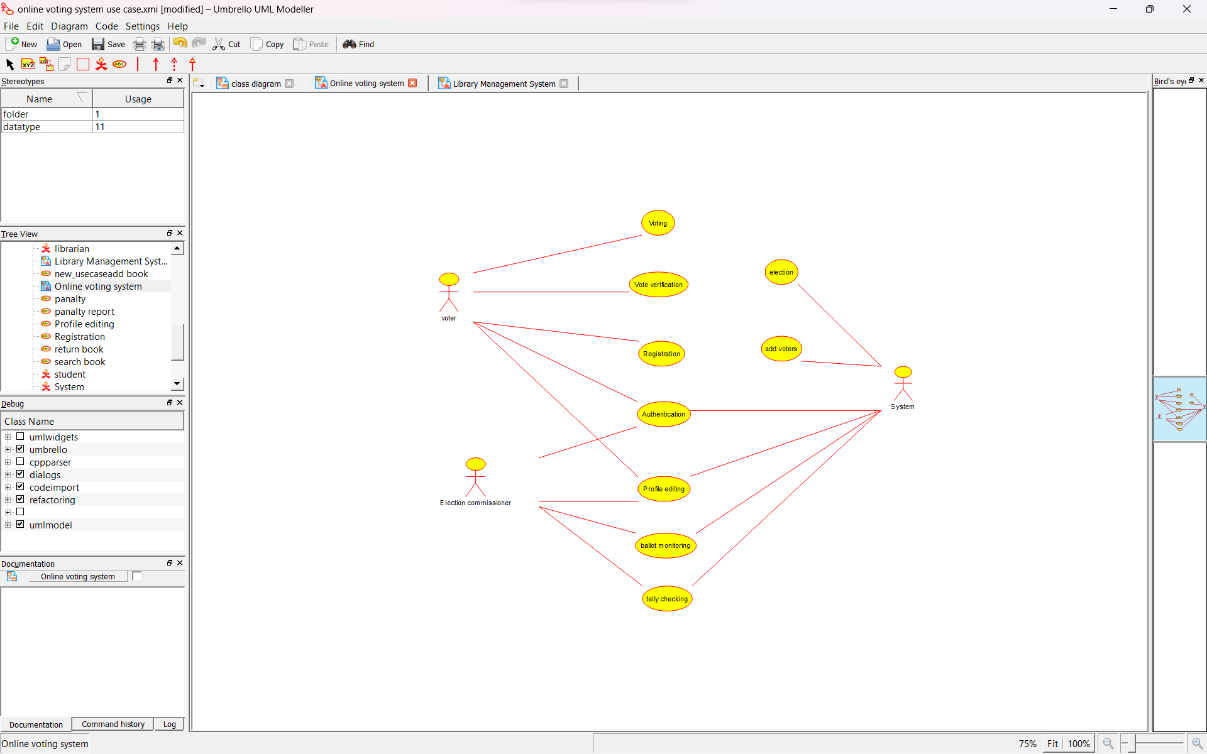 online voting system use case.xmi [modified] – Umbrello UML Modeller
File Edit Diagram Code Settings Help
New Open Save Cut Copy Paste Find
XYZ
Stereotypes
Name Usage
folder 1
datatype 11
Tree View
librarian
Library Management Syst...
new_usecaseadd book
Online voting system
panalty
panalty report
Profile editing
Registration
return book
search book
student
System
Debug
Class Name
umlwidgets
umbrello
cppparser
dialogs
codeimport
refactoring
umlmodel
Documentation
Online voting system
Documentation Command history Log
class diagram Online voting system Library Management System
Voting
election
Vote verification
voter
add voters
Registration
System
Authentication
Election commissioner
Profile editing
ballot monitoring
tally checking
Bird's eye
Online voting system
75% Fit 100%